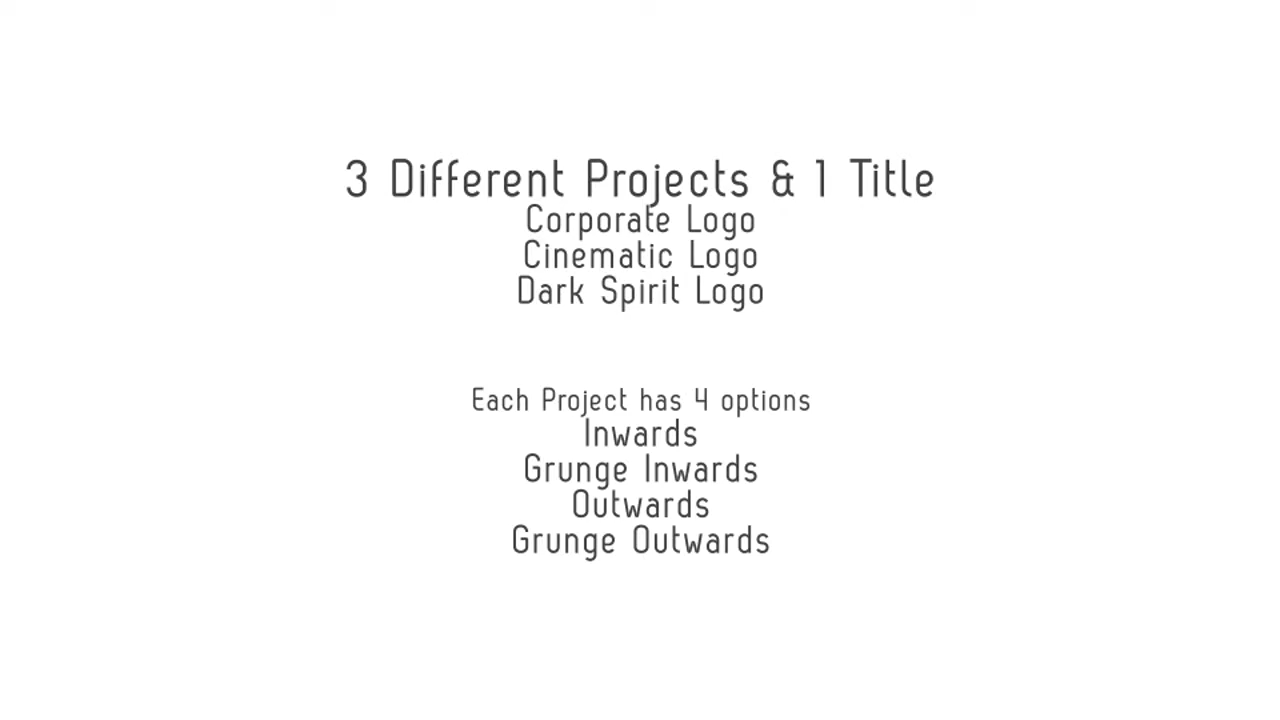 3 Different Projects & 1 Title
Corporate Logo
Cinematic Logo
Dark Spirit Logo
Each Project has 4 options
Inwards
Grunge Inwards
Outwards
Grunge Outwards